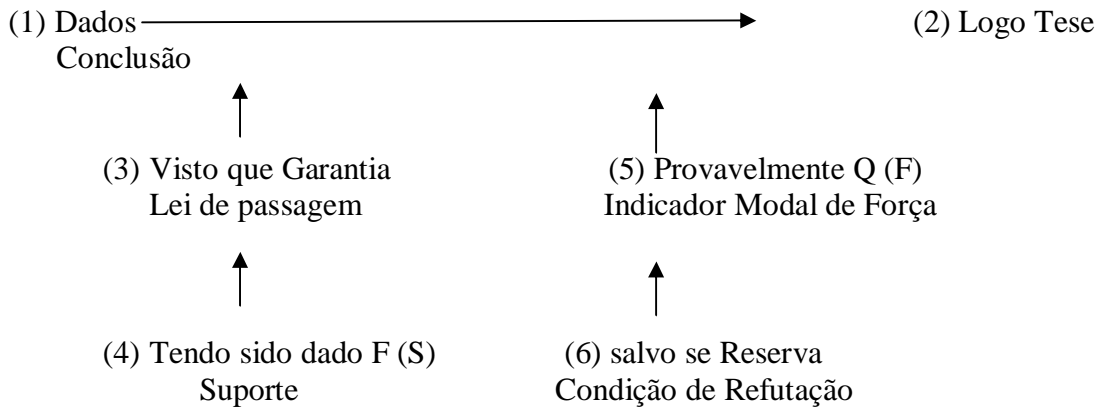 (1) Dados (2) Logo Tese
Conclusão
(3) Visto que Garantia (5) Provavelmente Q (F)
Lei de passagem Indicador Modal de Força
(4) Tendo sido dado F (S) (6) salvo se Reserva
Suporte Condição de Refutação